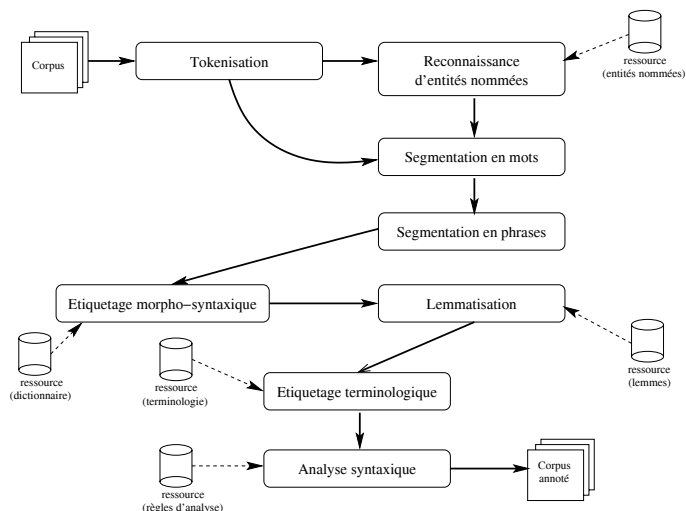 Corpus
Tokenisation
Reconnaissance
d'entités nommées
ressource
(entités nommées)
Segmentation en mots
Segmentation en phrases
Etiquetage morpho−syntaxique
Lemmatisation
ressource
(dictionnaire)
ressource
(terminologie)
ressource
(lemmes)
Etiquetage terminologique
Analyse syntaxique
Corpus
annoté
ressource
(règles d'analyse)